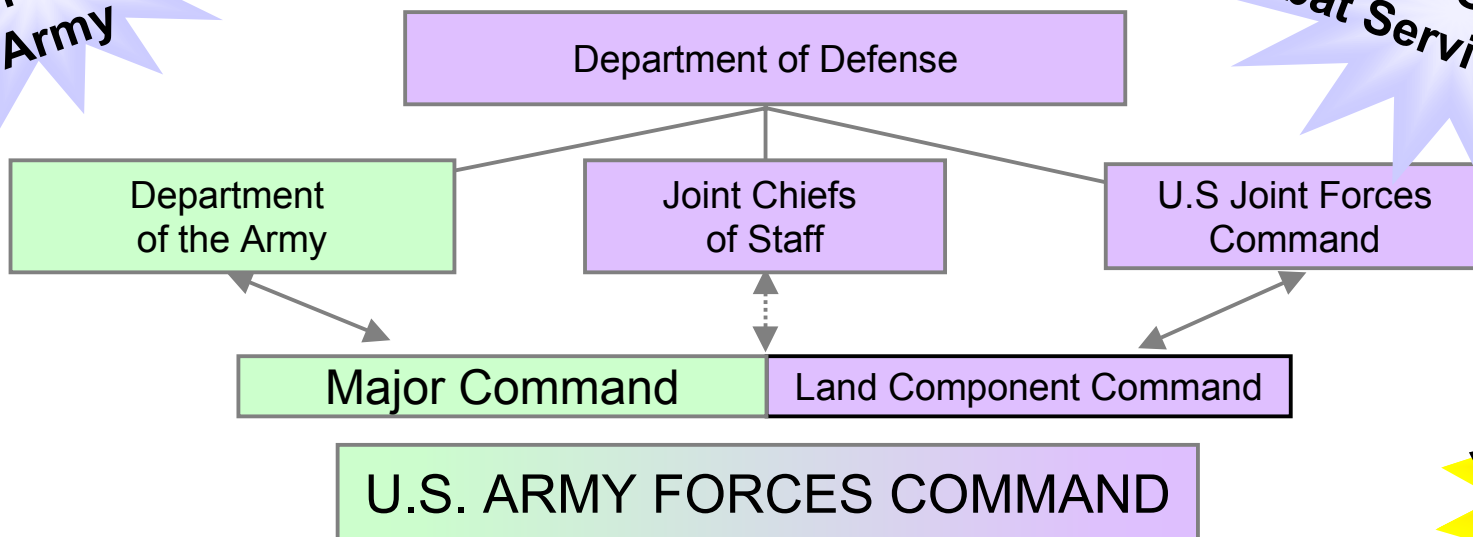 Army
Department of Defense
Department
of the Army
Joint Chiefs
of Staff
U.S Joint Forces
Command
Major Command
Land Component Command
U.S. ARMY FORCES COMMAND